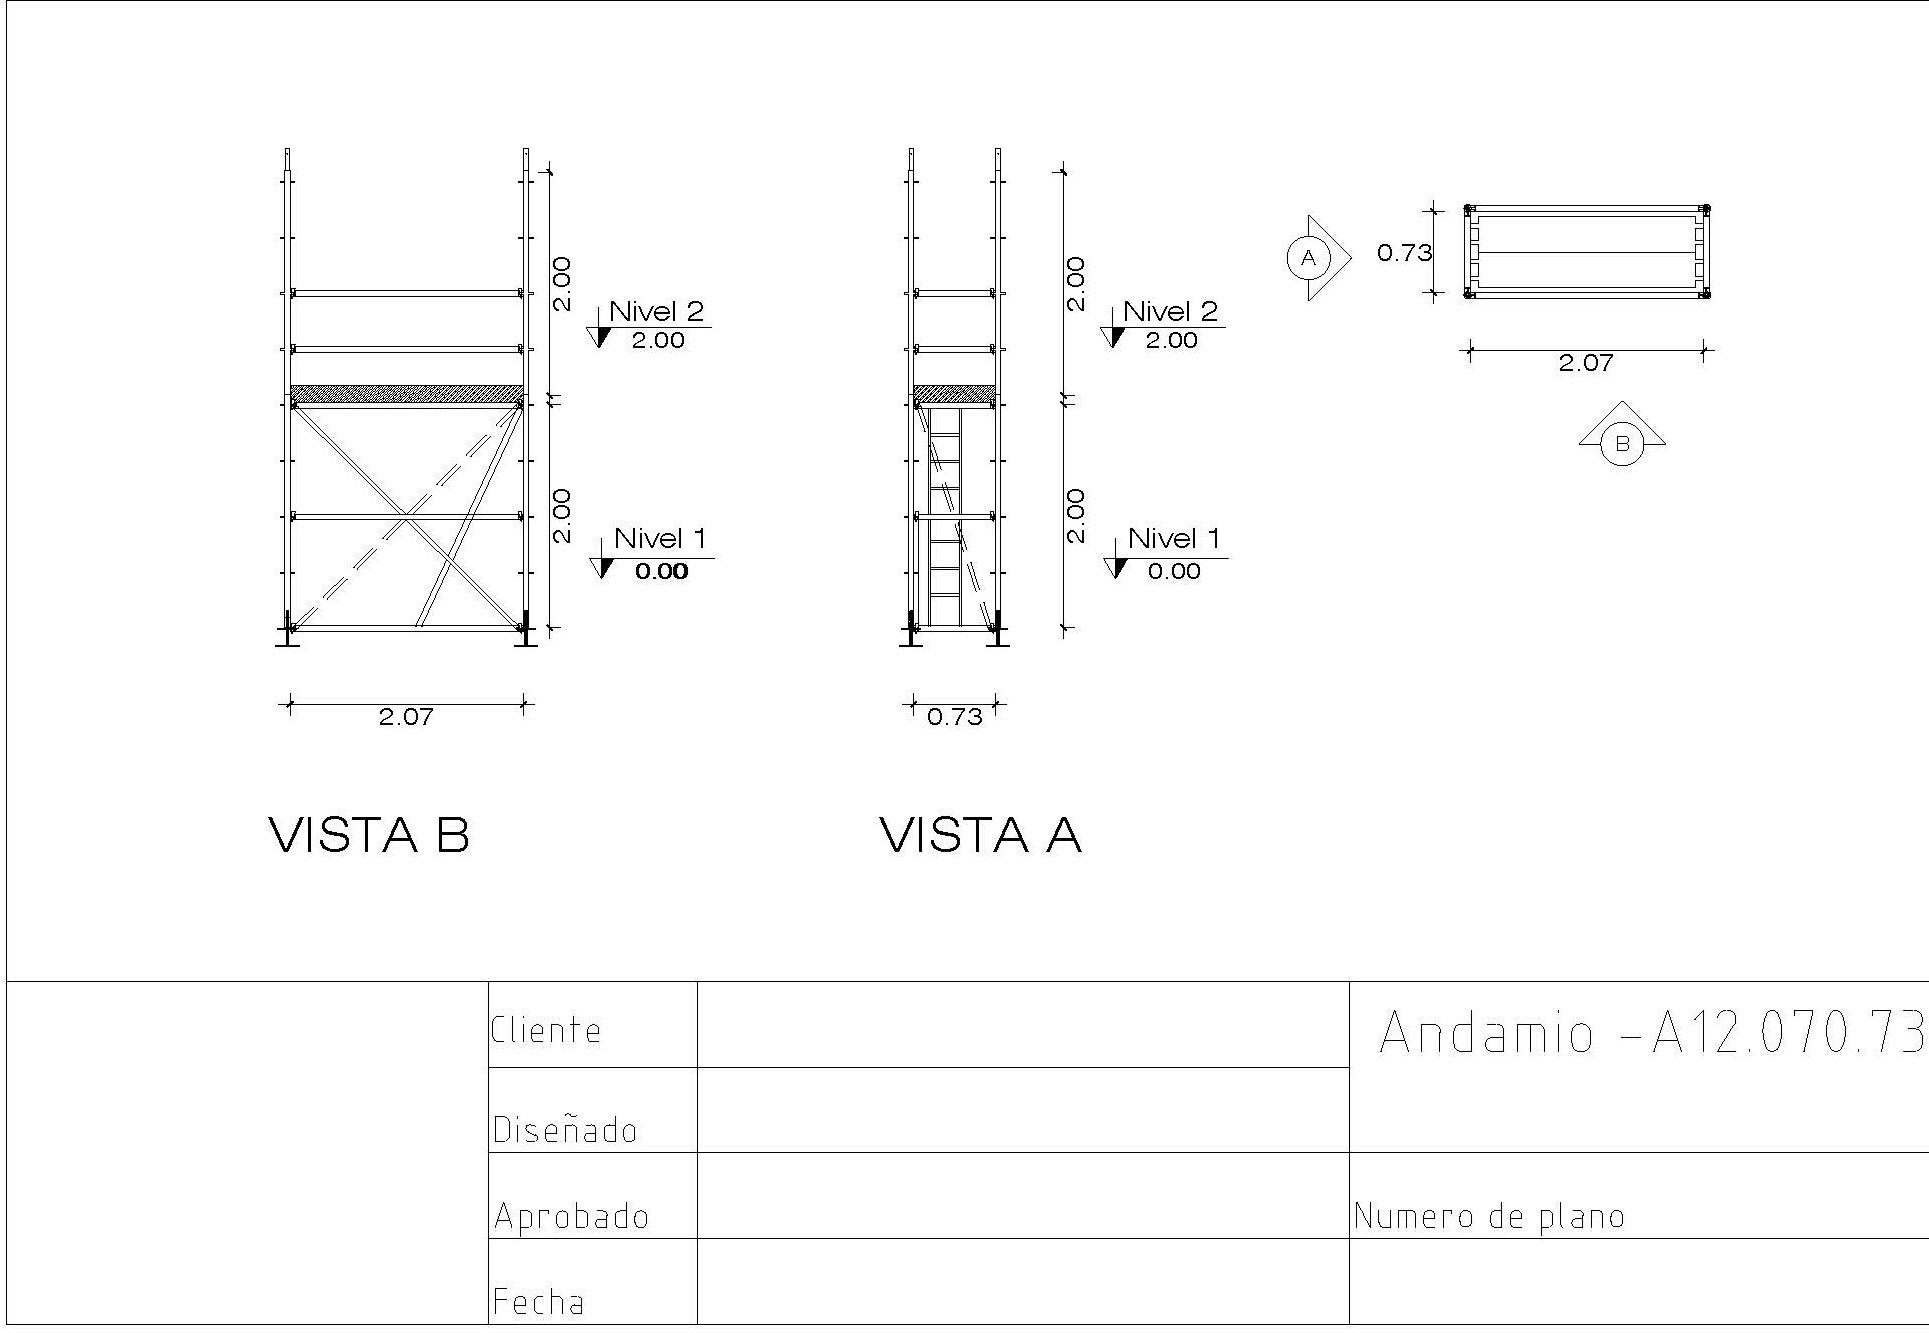 2.00
Nivel 2
2.00
2.00
Nivel 1
0.00
2.07
VISTA B
2.00
Nivel 2
2.00
2.00
Nivel 1
0.00
0.73
VISTA A
A
0.73
2.07
B
Cliente
Diseñado
Aprobado
Fecha
Andamio -A12.070.73
Numero de plano